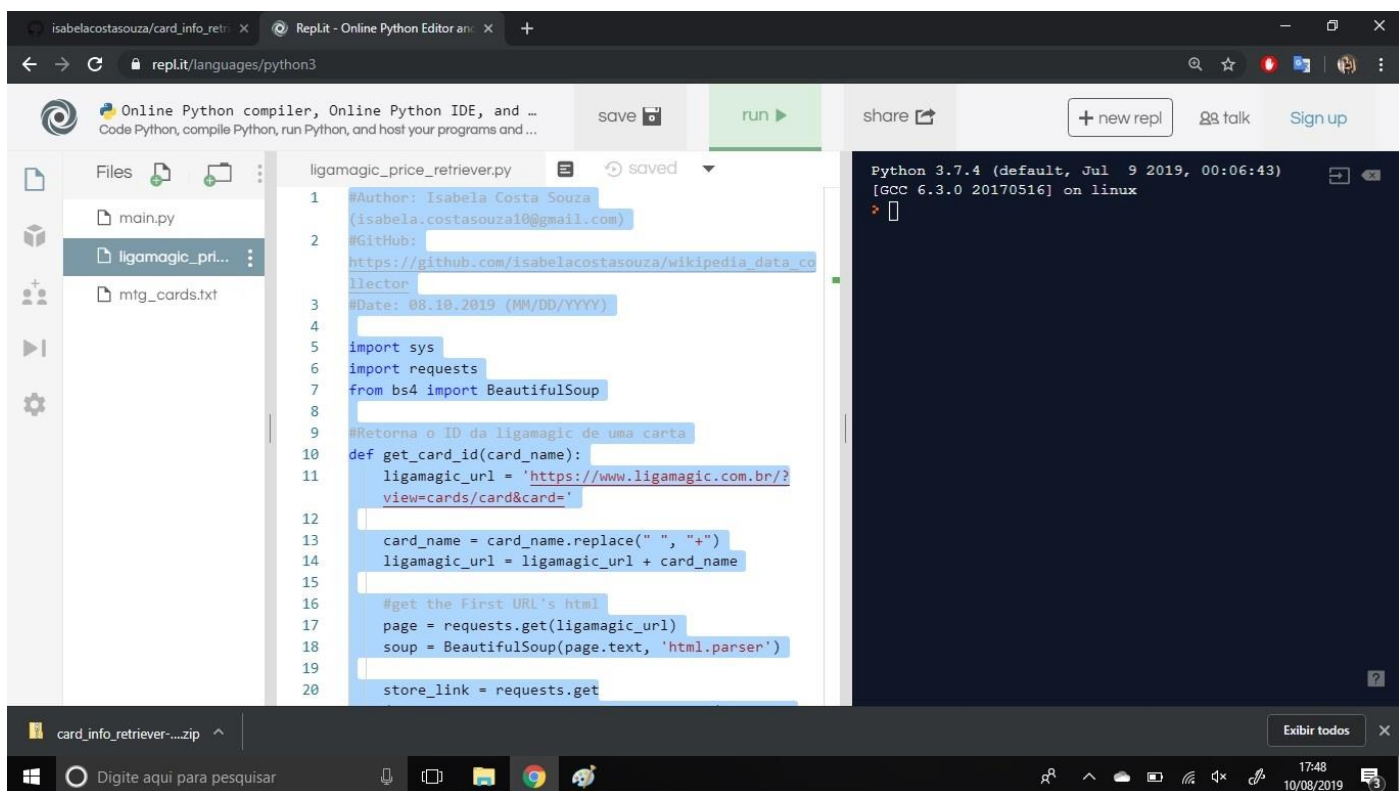 isabelacostasouza/card_info_retri
Repl.it - Online Python Editor and
repl.it/languages/python3
Online Python compiler, Online Python IDE, and …
Code Python, compile Python, run Python, and host your programs and ...
save
run
share
+ new repl
talk
Sign up
Files
main.py
ligamagic_pri...
mtg_cards.txt
ligamagic_price_retriever.py
saved
1 #Author: Isabela Costa Souza
(isabela.costasouza10@gmail.com)
2 #GitHub:
https://github.com/isabelacostasouza/wikipedia_data_co
llector
3 #Date: 08.10.2019 (MM/DD/YYYY)
4
5 import sys
6 import requests
7 from bs4 import BeautifulSoup
8
9 #Retorna o ID da ligamagic de uma carta
10 def get_card_id(card_name):
11 ligamagic_url = 'https://www.ligamagic.com.br/?
view=cards/card&card='
12
13 card_name = card_name.replace(" ", "+")
14 ligamagic_url = ligamagic_url + card_name
15
16 #get the First URL's html
17 page = requests.get(ligamagic_url)
18 soup = BeautifulSoup(page.text, 'html.parser')
19
20 store_link = requests.get
Python 3.7.4 (default, Jul 9 2019, 00:06:43)
[GCC 6.3.0 20170516] on linux
>
?
card_info_retriever-....zip
Exibir todos
Digite aqui para pesquisar
17:48
10/08/2019
3